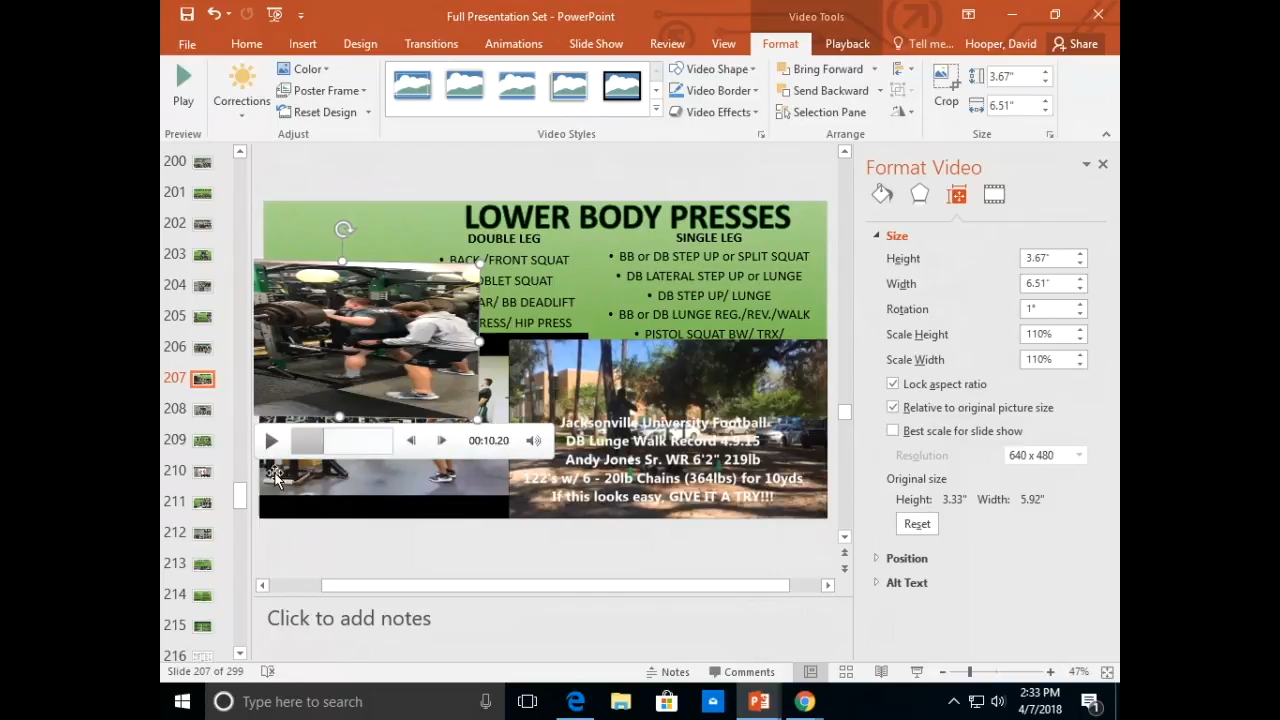 Full Presentation Set - PowerPoint
Video Tools
File
Home
Insert
Design
Transitions
Animations
Slide Show
Review
View
Format
Playback
Tell me...
Hooper, David
Share
Play
Corrections
Color
Poster Frame
Reset Design
Video Shape
Video Border
Video Effects
Bring Forward
Send Backward
Selection Pane
Crop
3.67"
6.51"
Preview
Adjust
Video Styles
Arrange
Size
200
201
202
203
204
205
206
207
208
209
210
211
212
213
214
215
216
LOWER BODY PRESSES
DOUBLE LEG
• BACK /FRONT SQUAT
OBLET SQUAT
AR/ BB DEADLIFT
RESS/ HIP PRESS
SINGLE LEG
• BB or DB STEP UP or SPLIT SQUAT
• DB LATERAL STEP UP or LUNGE
• DB STEP UP/ LUNGE
• BB or DB LUNGE REG./REV./WALK
• PISTOL SQUAT BW/ TRX/
00:10.20
Jacksonville University Football
DB Lunge Walk Record 4.9.15
Andy Jones Sr. WR 6'2" 219lb
122's w/ 6 - 20lb Chains (364lbs) for 10yds
If this looks easy, GIVE IT A TRY!!!
Click to add notes
Format Video
Size
Height 3.67"
Width 6.51"
Rotation 1°
Scale Height 110%
Scale Width 110%
Lock aspect ratio
Relative to original picture size
Best scale for slide show
Resolution 640 x 480
Original size
Height: 3.33" Width: 5.92"
Reset
Position
Alt Text
Slide 207 of 299
Notes
Comments
47%
Type here to search
2:33 PM
4/7/2018
1